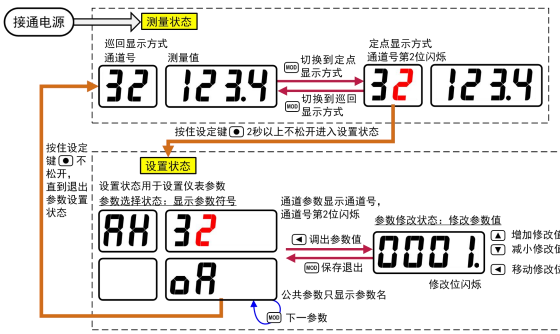 接通电源
测量状态
巡回显示方式
通道号
测量值
32
123.4
MOD
切换到定点
显示方式
MOD
切换到巡回
显示方式
定点显示方式
通道号第2位闪烁
32
123.4
按住设定键 2秒以上不松开进入设置状态
按住设定
键 不
松开，
直到退出
参数设置
状态
设置状态
设置状态用于设置仪表参数
参数选择状态：显示参数符号
AH
32
oA
通道参数显示通道号，
通道号第2位闪烁
调出参数值
MOD 保存退出
公共参数只显示参数名
MOD 下一参数
参数修改状态：修改参数值
0001.
修改位闪烁
增加修改值
减小修改值
移动修改位